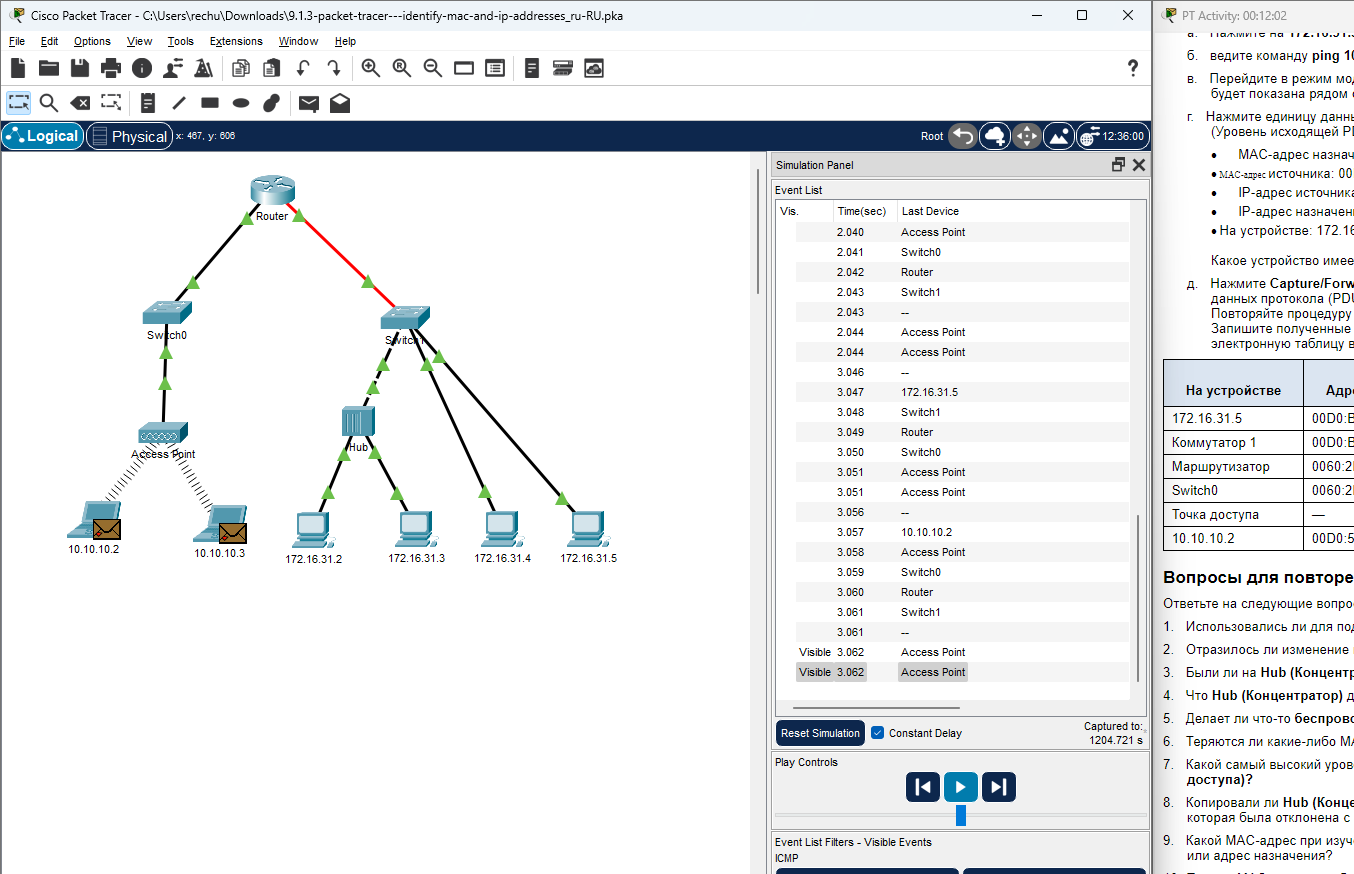 Cisco Packet Tracer - C:\Users\rechu\Downloads\9.1.3-packet-tracer---identify-mac-and-ip-addresses_ru-RU.pka
File Edit Options View Tools Extensions Window Help
Logical Physical x: 467, y: 606 Root 12:36:00
Router
Switch0
Switch1
Access Point
Hub
10.10.10.2
10.10.10.3
172.16.31.2
172.16.31.3
172.16.31.4
172.16.31.5
Simulation Panel
Event List
Vis. Time(sec) Last Device
2.040 Access Point
2.041 Switch0
2.042 Router
2.043 Switch1
2.043 --
2.044 Access Point
2.044 Access Point
3.046 --
3.047 172.16.31.5
3.048 Switch1
3.049 Router
3.050 Switch0
3.051 Access Point
3.051 Access Point
3.056 --
3.057 10.10.10.2
3.058 Access Point
3.059 Switch0
3.060 Router
3.061 Switch1
3.061 --
Visible 3.062 Access Point
Visible 3.062 Access Point
Reset Simulation Constant Delay Captured to:
1204.721 s
Play Controls
Event List Filters - Visible Events
ICMP
PT Activity: 00:12:02
б. ведите команду ping 10
в. Перейдите в режим мод
будет показана рядом с
г. Нажмите единицу данны
(Уровень исходящей PD
• MAC-адрес назнач
• MAC-адрес источника: 00
• IP-адрес источника
• IP-адрес назначени
• На устройстве: 172.16
Какое устройство имее
д. Нажмите Capture/Forw
данных протокола (PDU
Повторяйте процедуру
Запишите полученные
электронную таблицу в
На устройстве Адре
172.16.31.5 00D0:B
Коммутатор 1 00D0:B
Маршрутизатор 0060:2
Switch0 0060:2
Точка доступа —
10.10.10.2 00D0:5
Вопросы для повторе
Ответьте на следующие вопрос
1. Использовались ли для под
2. Отразилось ли изменение
3. Были ли на Hub (Концентр
4. Что Hub (Концентратор) д
5. Делает ли что-то беспрово
6. Теряются ли какие-либо MA
7. Какой самый высокий урове
доступа)?
8. Копировали ли Hub (Конце
которая была отклонена с
9. Какой MAC-адрес при изуч
или адрес назначения?